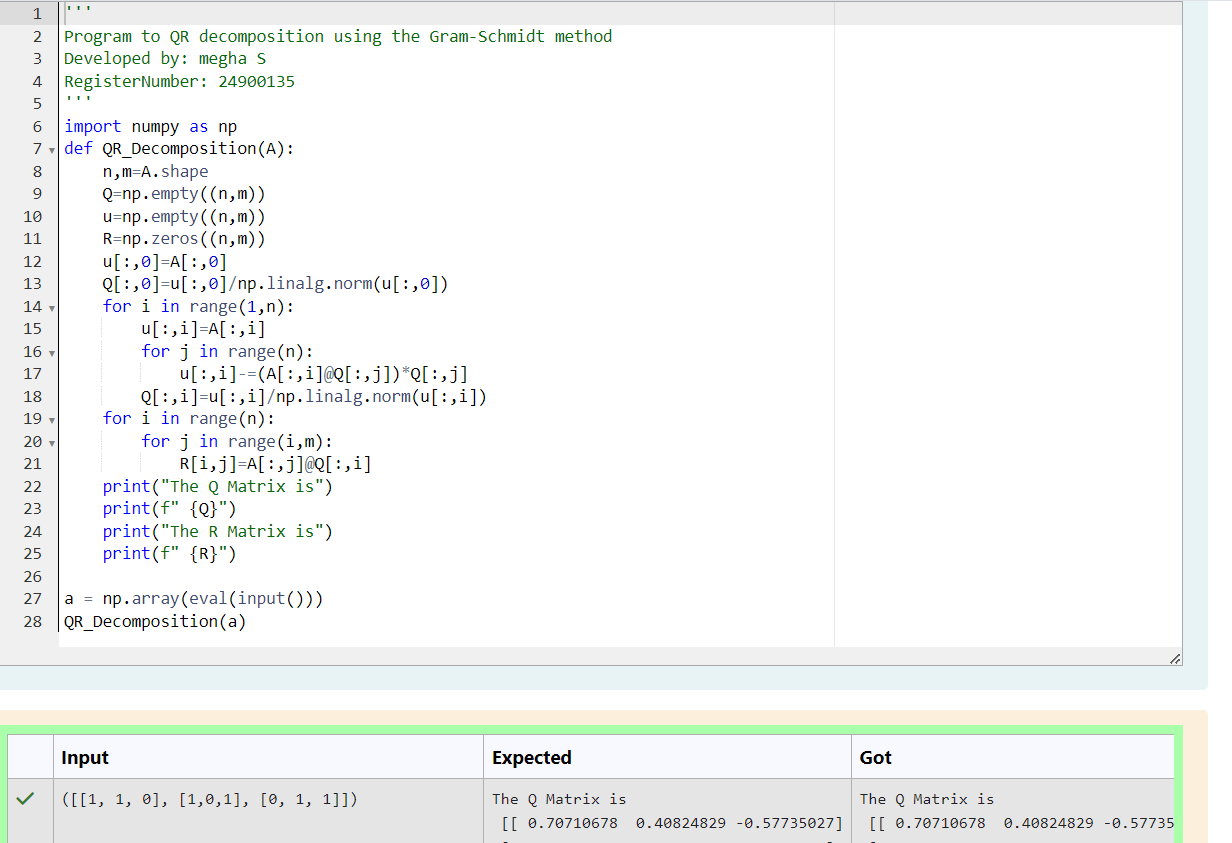 1 '''
2 Program to QR decomposition using the Gram-Schmidt method
3 Developed by: megha S
4 RegisterNumber: 24900135
5 '''
6 import numpy as np
7 def QR_Decomposition(A):
8     n,m=A.shape
9     Q=np.empty((n,m))
10     u=np.empty((n,m))
11     R=np.zeros((n,m))
12     u[:,0]=A[:,0]
13     Q[:,0]=u[:,0]/np.linalg.norm(u[:,0])
14     for i in range(1,n):
15         u[:,i]=A[:,i]
16         for j in range(n):
17             u[:,i]-=(A[:,i]@Q[:,j])*Q[:,j]
18         Q[:,i]=u[:,i]/np.linalg.norm(u[:,i])
19     for i in range(n):
20         for j in range(i,m):
21             R[i,j]=A[:,j]@Q[:,i]
22     print("The Q Matrix is")
23     print(f" {Q}")
24     print("The R Matrix is")
25     print(f" {R}")
26
27 a = np.array(eval(input()))
28 QR_Decomposition(a)
Input Expected Got
([[1, 1, 0], [1,0,1], [0, 1, 1]]) The Q Matrix is The Q Matrix is
[[ 0.70710678  0.40824829 -0.57735027] [[ 0.70710678  0.40824829 -0.57735